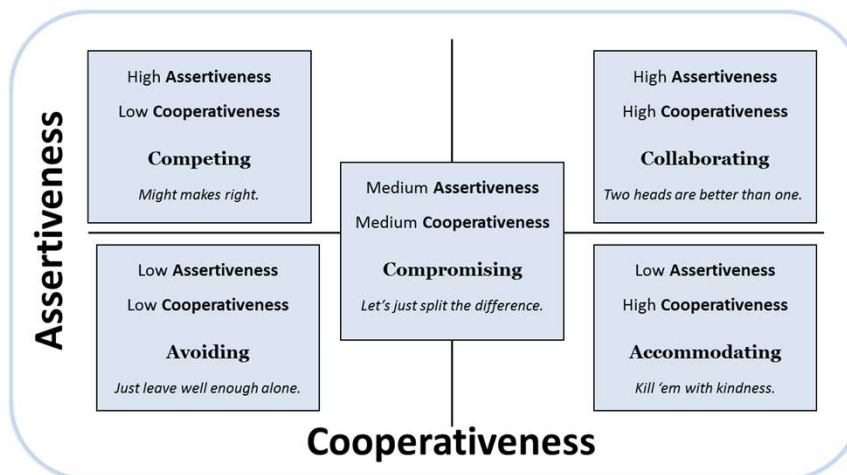 Assertiveness
High Assertiveness
Low Cooperativeness
Competing
Might makes right.
High Assertiveness
High Cooperativeness
Collaborating
Two heads are better than one.
Medium Assertiveness
Medium Cooperativeness
Compromising
Let’s just split the difference.
Low Assertiveness
Low Cooperativeness
Avoiding
Just leave well enough alone.
Low Assertiveness
High Cooperativeness
Accommodating
Kill ’em with kindness.
Cooperativeness